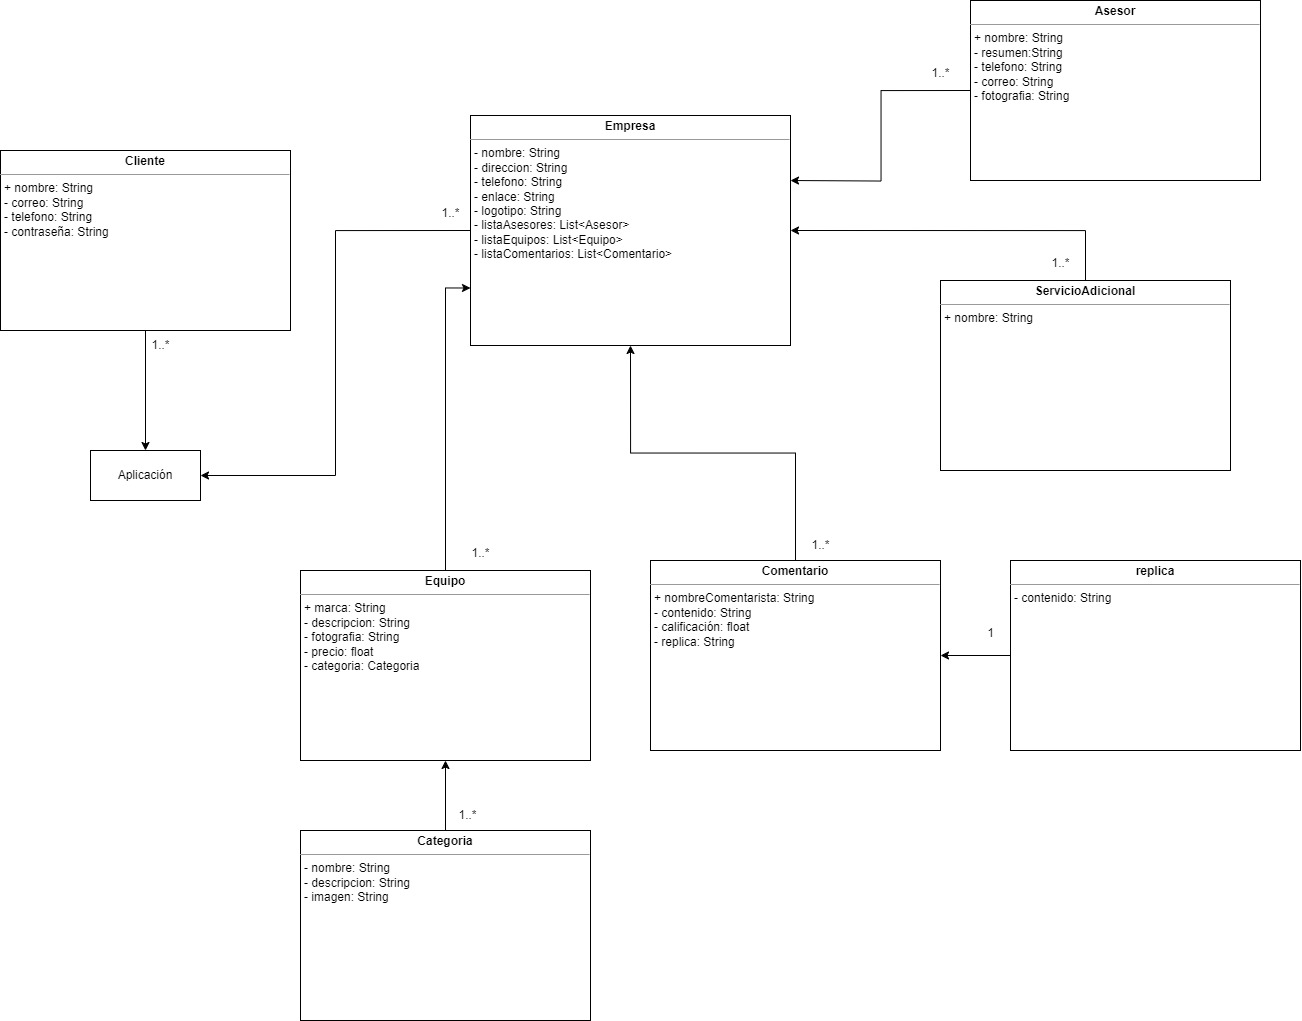 Asesor
+ nombre: String
- resumen:String
- telefono: String
- correo: String
- fotografia: String
1..*
Empresa
- nombre: String
- direccion: String
- telefono: String
- enlace: String
- logotipo: String
- listaAsesores: List<Asesor>
- listaEquipos: List<Equipo>
- listaComentarios: List<Comentario>
Cliente
+ nombre: String
- correo: String
- telefono: String
- contraseña: String
1..*
1..*
ServicioAdicional
+ nombre: String
1..*
Aplicación
1..*
Equipo
+ marca: String
- descripcion: String
- fotografia: String
- precio: float
- categoria: Categoria
1..*
Comentario
+ nombreComentarista: String
- contenido: String
- calificación: float
- replica: String
1
replica
- contenido: String
1..*
Categoria
- nombre: String
- descripcion: String
- imagen: String